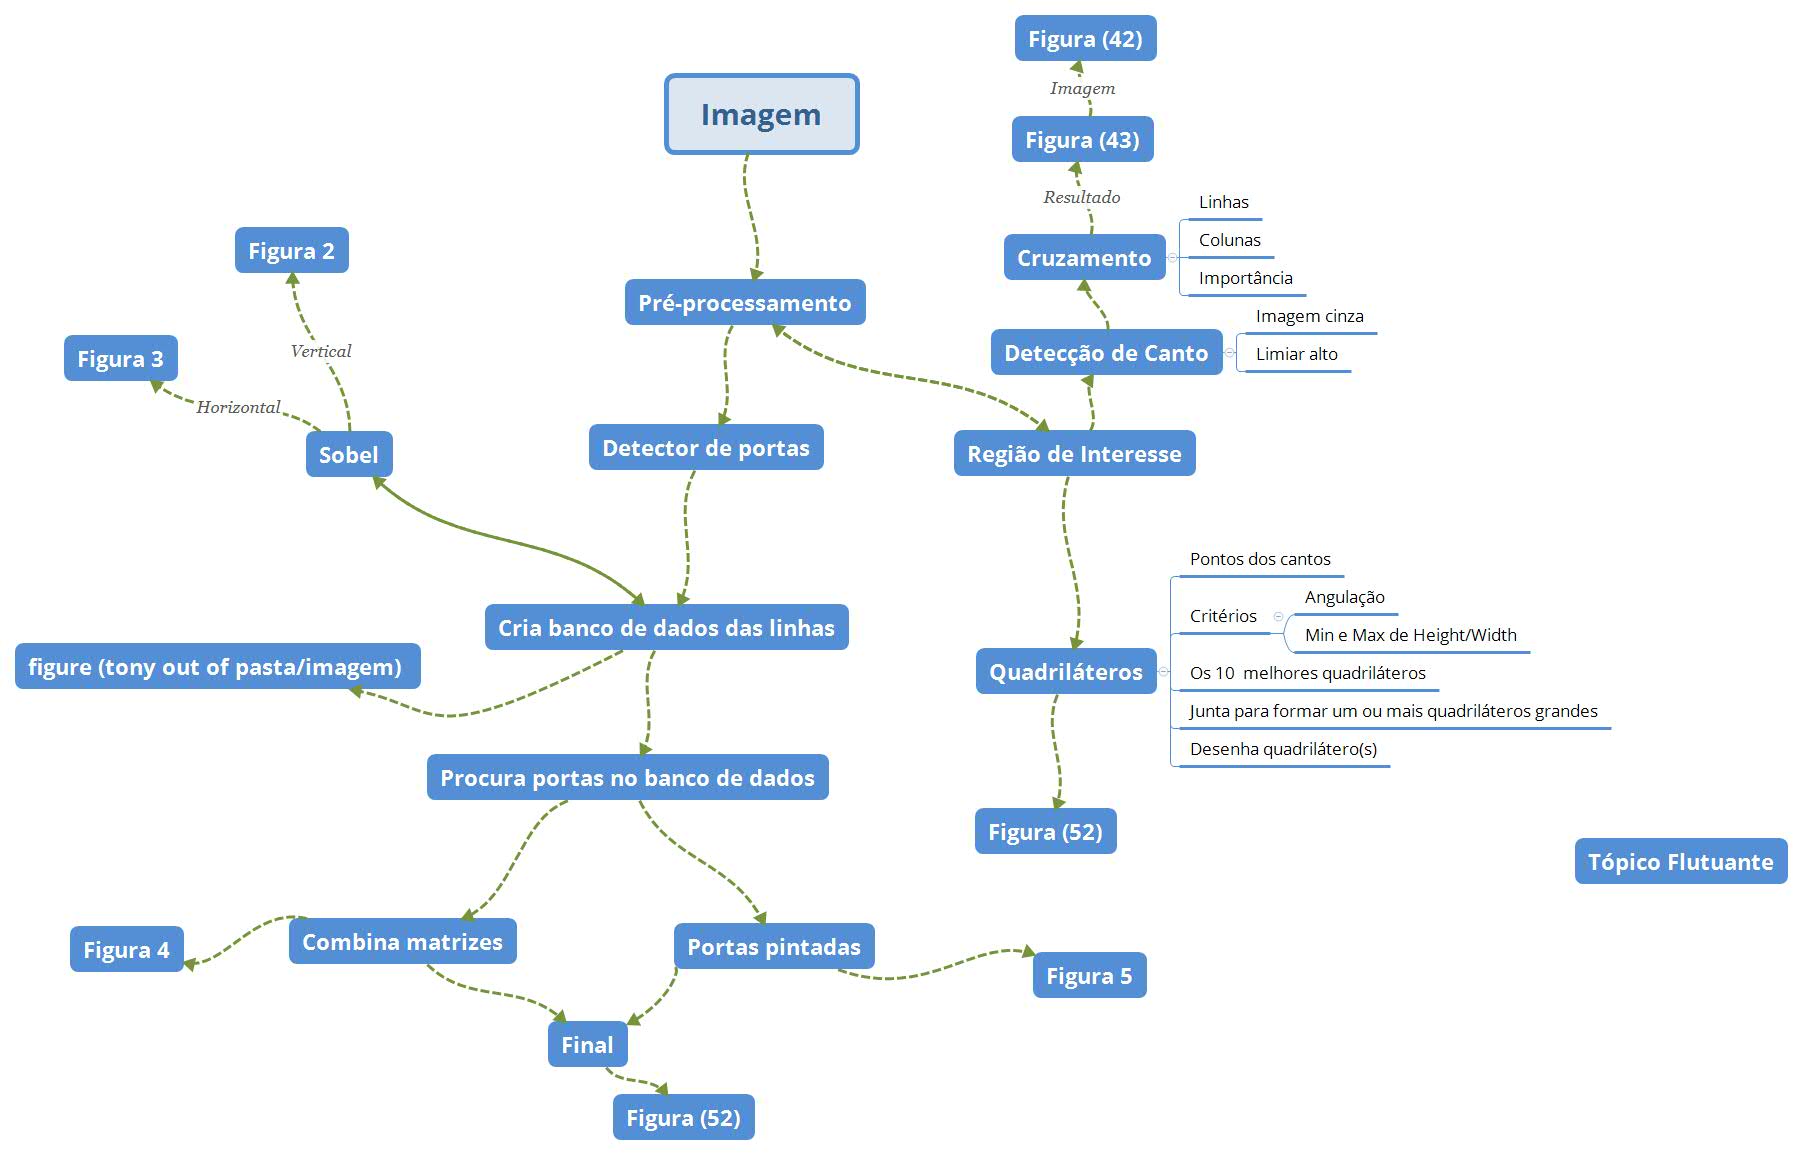 Figura (42)
Imagem
Imagem
Figura (43)
Resultado
Linhas
Colunas
Cruzamento
Importância
Figura 2
Pré-processamento
Imagem cinza
Detecção de Canto
Limiar alto
Figura 3
Vertical
Horizontal
Sobel
Detector de portas
Região de Interesse
Pontos dos cantos
Critérios
Angulação
Min e Max de Height/Width
Cria banco de dados das linhas
figure (tony out of pasta/imagem)
Quadriláteros
Os 10  melhores quadriláteros
Junta para formar um ou mais quadriláteros grandes
Desenha quadrilátero(s)
Procura portas no banco de dados
Figura (52)
Tópico Flutuante
Figura 4
Combina matrizes
Portas pintadas
Figura 5
Final
Figura (52)